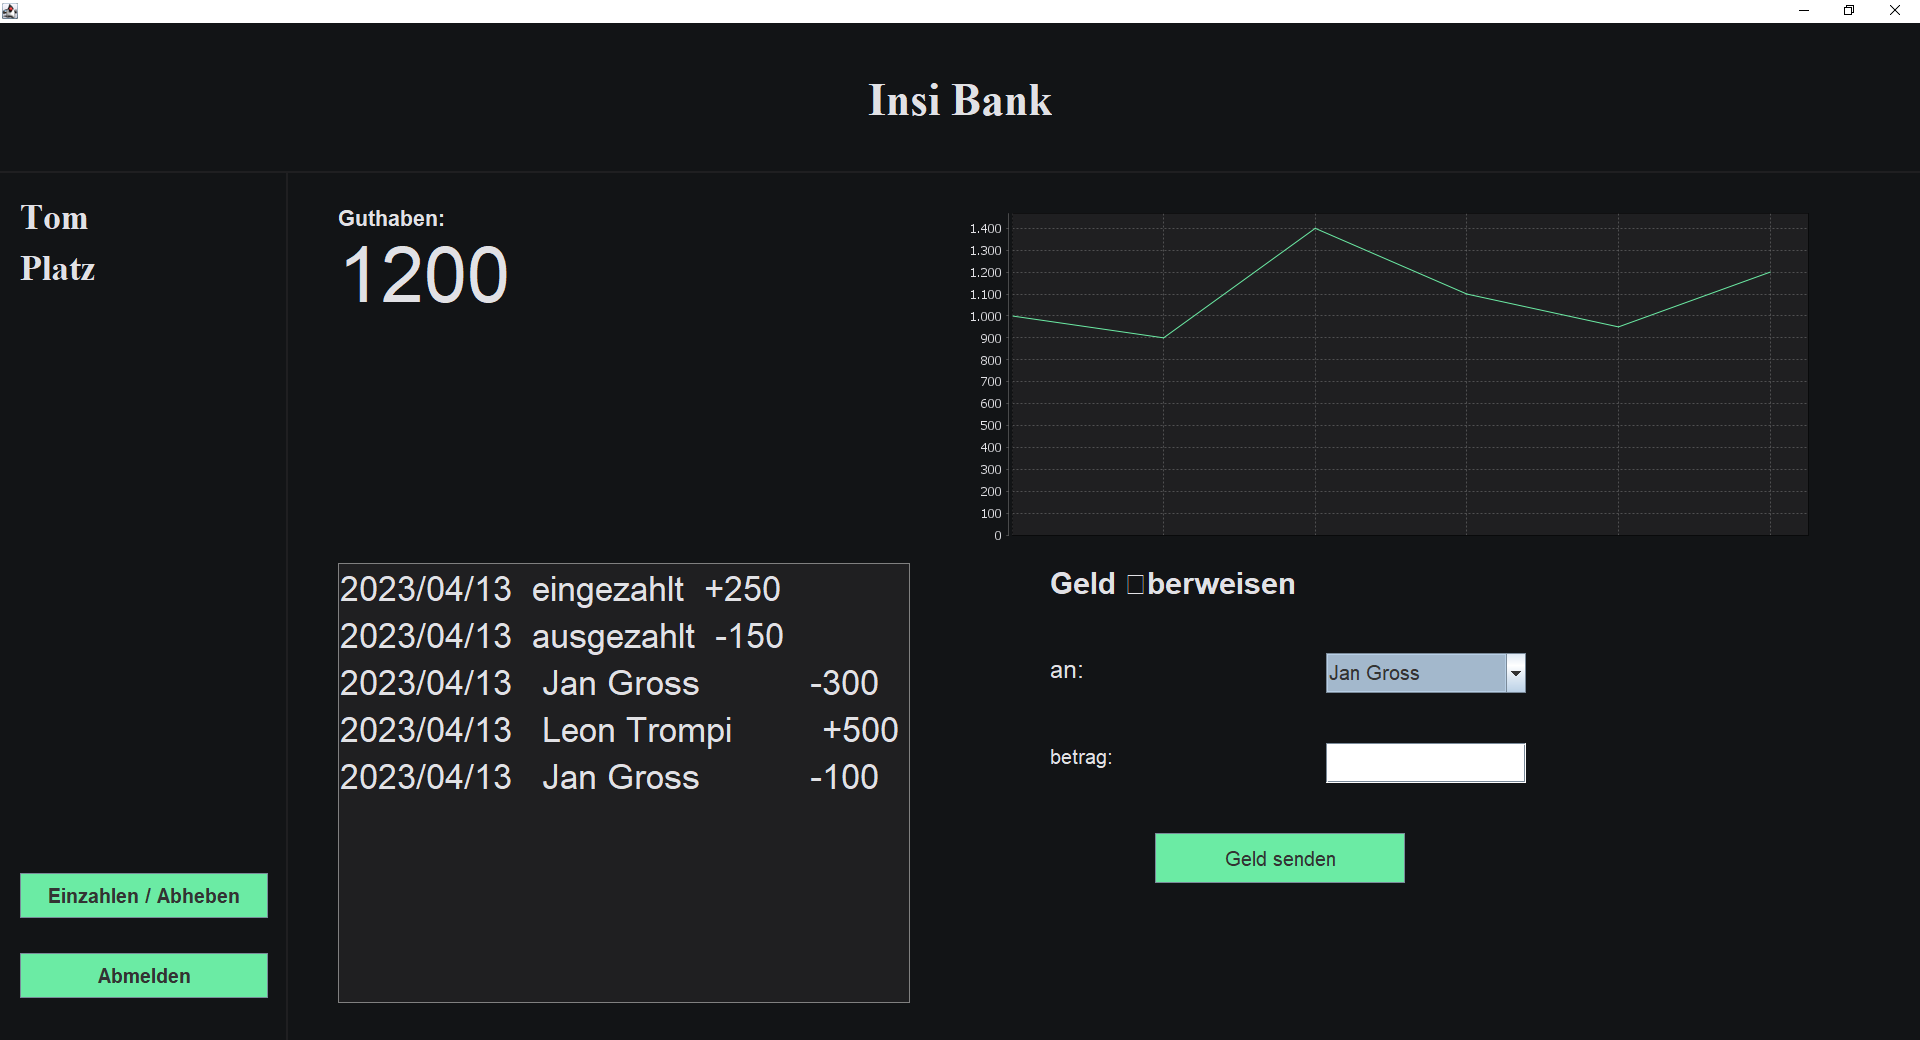 Insi Bank
Tom
Platz
Guthaben:
1200
1.400
1.300
1.200
1.100
1.000
900
800
700
600
500
400
300
200
100
0
2023/04/13 eingezahlt +250
2023/04/13 ausgezahlt -150
2023/04/13 Jan Gross -300
2023/04/13 Leon Trompi +500
2023/04/13 Jan Gross -100
Geld □berweisen
an:
Jan Gross
betrag:
Geld senden
Einzahlen / Abheben
Abmelden